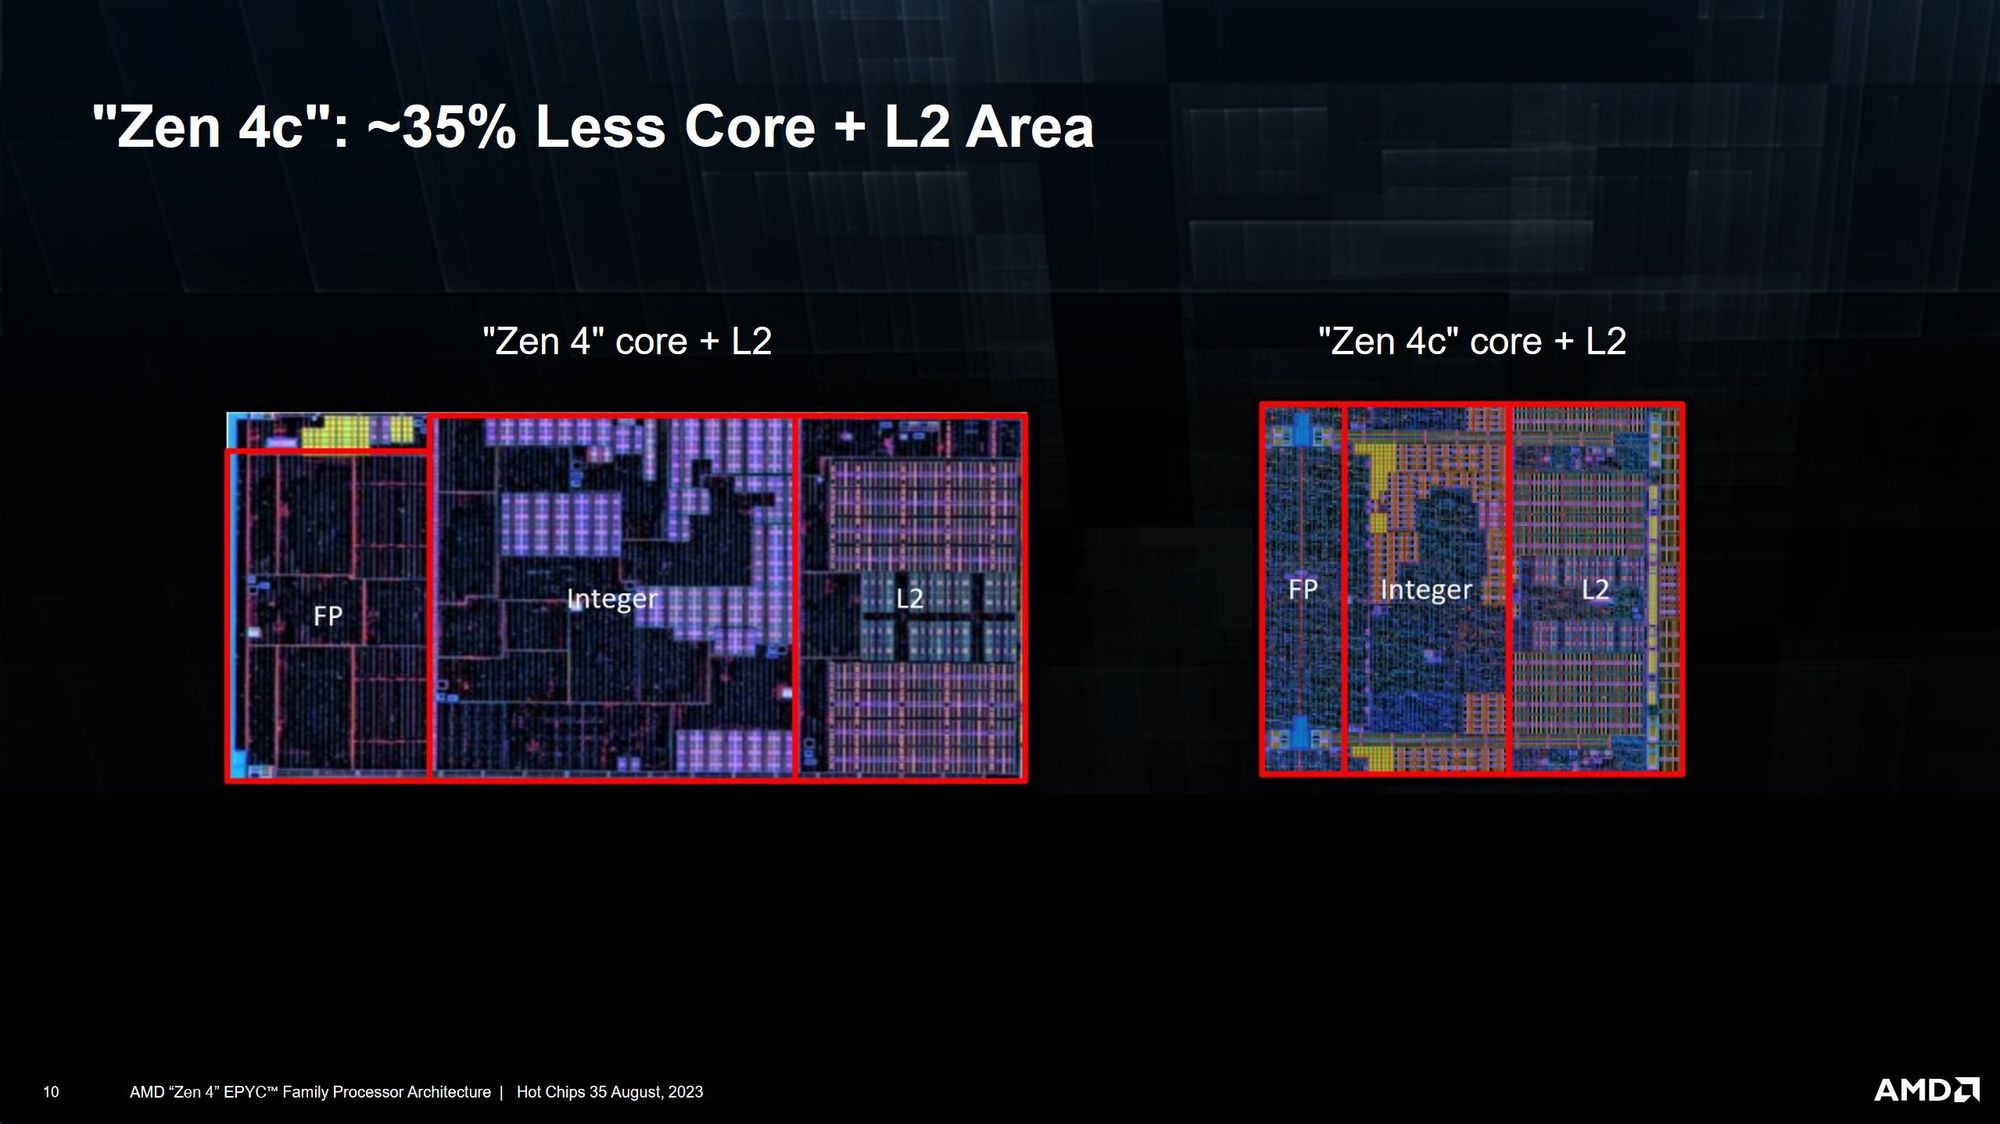 "Zen 4c": ~35% Less Core + L2 Area
"Zen 4" core + L2
"Zen 4c" core + L2
FP
Integer
L2
FP
Integer
L2
10
AMD “Zen 4” EPYC™ Family Processor Architecture | Hot Chips 35 August, 2023
AMD